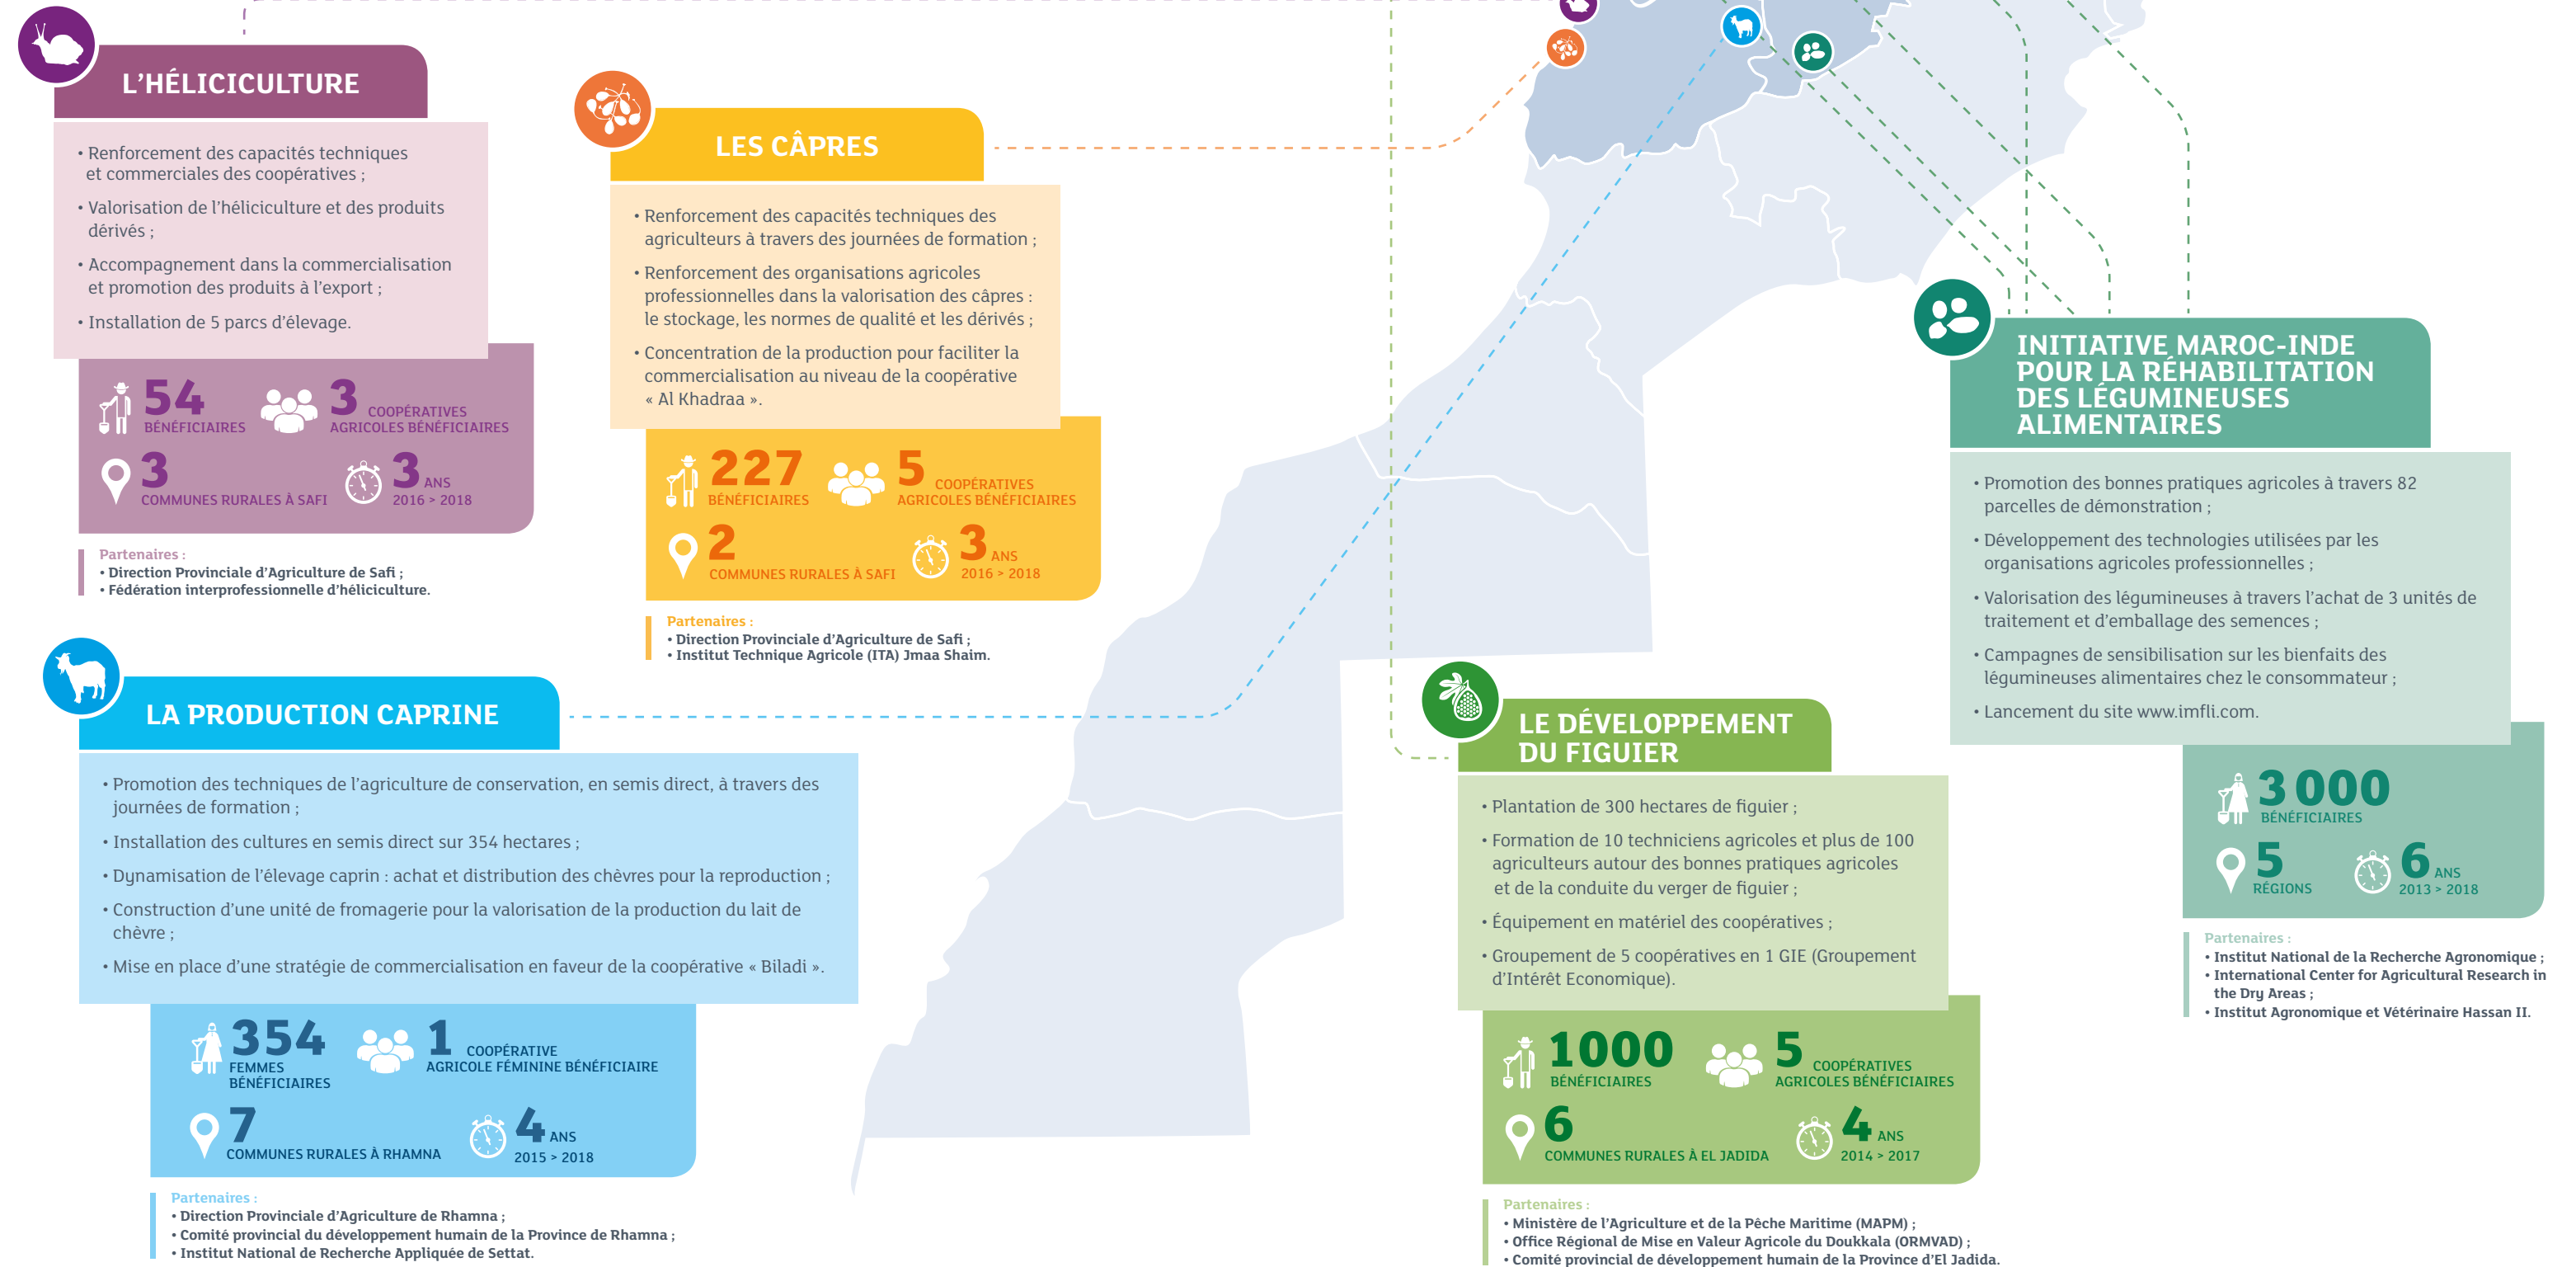 L'HÉLICICULTURE
• Renforcement des capacités techniques
et commerciales des coopératives ;
• Valorisation de l'héliciculture et des produits
dérivés ;
• Accompagnement dans la commercialisation
et promotion des produits à l'export ;
• Installation de 5 parcs d'élevage.
54
BÉNÉFICIAIRES
3 COOPÉRATIVES
AGRICOLES BÉNÉFICIAIRES
3
COMMUNES RURALES À SAFI
3 ANS
2016 > 2018
Partenaires :
• Direction Provinciale d'Agriculture de Safi ;
• Fédération interprofessionnelle d'héliciculture.
LES CÂPRES
• Renforcement des capacités techniques des
agriculteurs à travers des journées de formation ;
• Renforcement des organisations agricoles
professionnelles dans la valorisation des câpres :
le stockage, les normes de qualité et les dérivés ;
• Concentration de la production pour faciliter la
commercialisation au niveau de la coopérative
« Al Khadraa ».
227
BÉNÉFICIAIRES
5 COOPÉRATIVES
AGRICOLES BÉNÉFICIAIRES
2
COMMUNES RURALES À SAFI
3 ANS
2016 > 2018
Partenaires :
• Direction Provinciale d'Agriculture de Safi ;
• Institut Technique Agricole (ITA) Jmaa Shaim.
LA PRODUCTION CAPRINE
• Promotion des techniques de l'agriculture de conservation, en semis direct, à travers des
journées de formation ;
• Installation des cultures en semis direct sur 354 hectares ;
• Dynamisation de l'élevage caprin : achat et distribution des chèvres pour la reproduction ;
• Construction d'une unité de fromagerie pour la valorisation de la production du lait de
chèvre ;
• Mise en place d'une stratégie de commercialisation en faveur de la coopérative « Biladi ».
354
FEMMES
BÉNÉFICIAIRES
1 COOPÉRATIVE
AGRICOLE FÉMININE BÉNÉFICIAIRE
7
COMMUNES RURALES À RHAMNA
4 ANS
2015 > 2018
Partenaires :
• Direction Provinciale d'Agriculture de Rhamna ;
• Comité provincial du développement humain de la Province de Rhamna ;
• Institut National de Recherche Appliquée de Settat.
LE DÉVELOPPEMENT
DU FIGUIER
• Plantation de 300 hectares de figuier ;
• Formation de 10 techniciens agricoles et plus de 100
agriculteurs autour des bonnes pratiques agricoles
et de la conduite du verger de figuier ;
• Équipement en matériel des coopératives ;
• Groupement de 5 coopératives en 1 GIE (Groupement
d'Intérêt Economique).
1000
BÉNÉFICIAIRES
5 COOPÉRATIVES
AGRICOLES BÉNÉFICIAIRES
6
COMMUNES RURALES À EL JADIDA
4 ANS
2014 > 2017
Partenaires :
• Ministère de l'Agriculture et de la Pêche Maritime (MAPM) ;
• Office Régional de Mise en Valeur Agricole du Doukkala (ORMVAD) ;
• Comité provincial de développement humain de la Province d'El Jadida.
INITIATIVE MAROC-INDE
POUR LA RÉHABILITATION
DES LÉGUMINEUSES
ALIMENTAIRES
• Promotion des bonnes pratiques agricoles à travers 82
parcelles de démonstration ;
• Développement des technologies utilisées par les
organisations agricoles professionnelles ;
• Valorisation des légumineuses à travers l'achat de 3 unités de
traitement et d'emballage des semences ;
• Campagnes de sensibilisation sur les bienfaits des
légumineuses alimentaires chez le consommateur ;
• Lancement du site www.imfli.com.
3 000
BÉNÉFICIAIRES
5
RÉGIONS
6 ANS
2013 > 2018
Partenaires :
• Institut National de la Recherche Agronomique ;
• International Center for Agricultural Research in
the Dry Areas ;
• Institut Agronomique et Vétérinaire Hassan II.